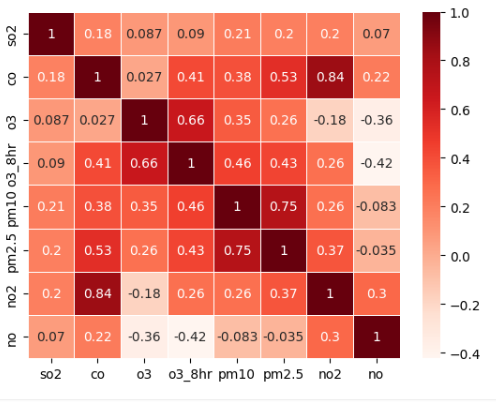 so2 1 0.18 0.087 0.09 0.21 0.2 0.2 0.07
co 0.18 1 0.027 0.41 0.38 0.53 0.84 0.22
o3 0.087 0.027 1 0.66 0.35 0.26 -0.18 -0.36
o3_8hr 0.09 0.41 0.66 1 0.46 0.43 0.26 -0.42
pm10 0.21 0.38 0.35 0.46 1 0.75 0.26 -0.083
pm2.5 0.2 0.53 0.26 0.43 0.75 1 0.37 -0.035
no2 0.2 0.84 -0.18 0.26 0.26 0.37 1 0.3
no 0.07 0.22 -0.36 -0.42 -0.083 -0.035 0.3 1
so2 co o3 o3_8hr pm10 pm2.5 no2 no
1.0
0.8
0.6
0.4
0.2
0.0
−0.2
−0.4